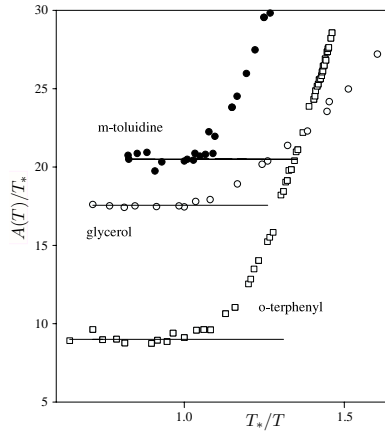 30
25
m-toluidine
20
A(T)/T*
glycerol
15
o-terphenyl
10
5
1.0
T*/T
1.5